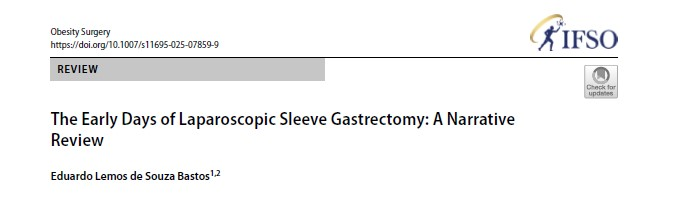 Obesity Surgery
https://doi.org/10.1007/s11695-025-07859-9
IFSO
REVIEW
Check for
updates
The Early Days of Laparoscopic Sleeve Gastrectomy: A Narrative
Review
Eduardo Lemos de Souza Bastos1,2